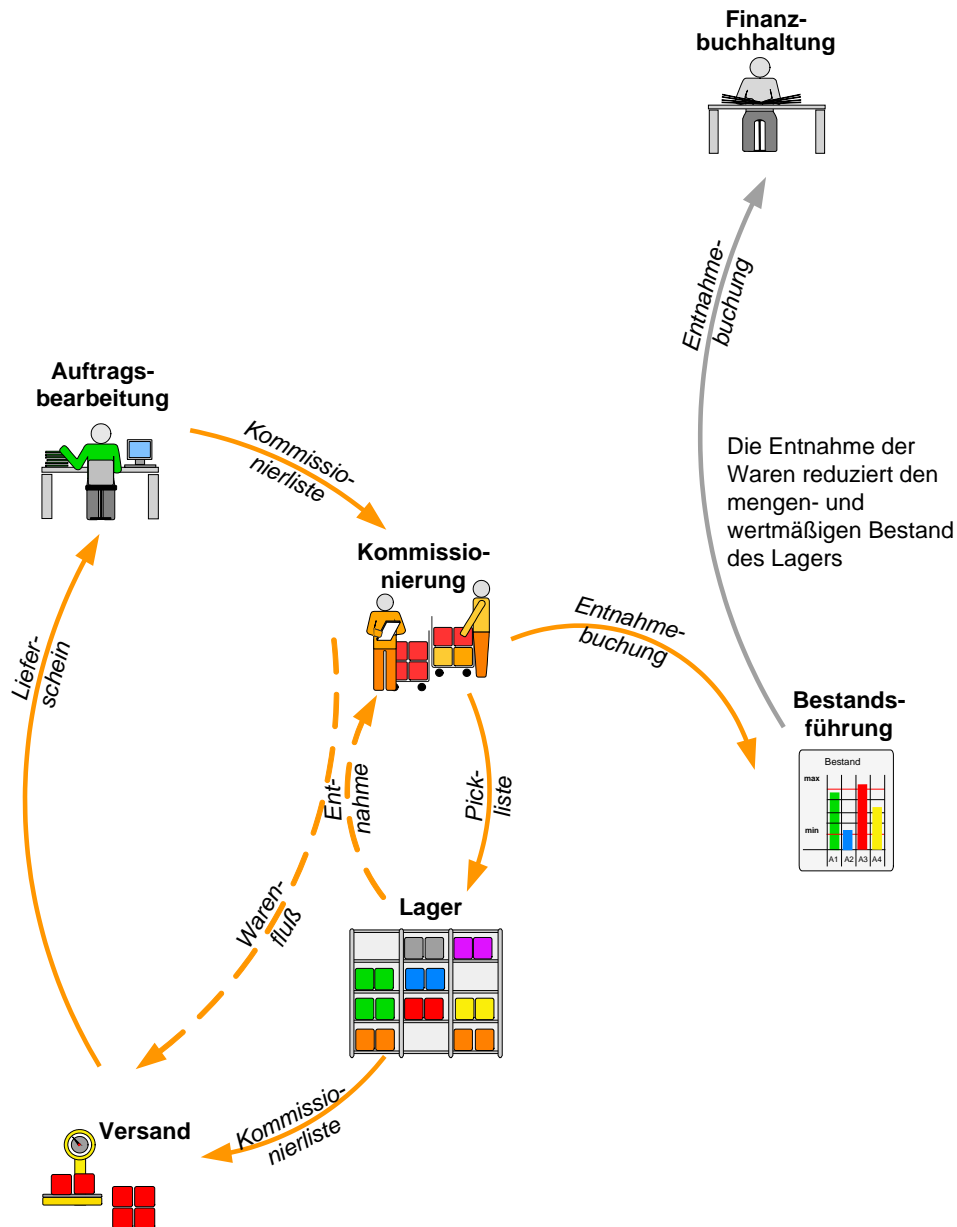 Finanz-
buchhaltung
Entnahme-
buchung
Auftrags-
bearbeitung
Kommissio-
nierliste
Die Entnahme der
Waren reduziert den
mengen- und
wertmäßigen Bestand
des Lagers
Kommissio-
nierung
Entnahme-
buchung
Liefer-
schein
Bestands-
führung
Bestand
max
min
A1 A2 A3 A4
Ent-
nahme
Pick-
liste
Waren-
fluß
Lager
Kommissio-
nierliste
Versand